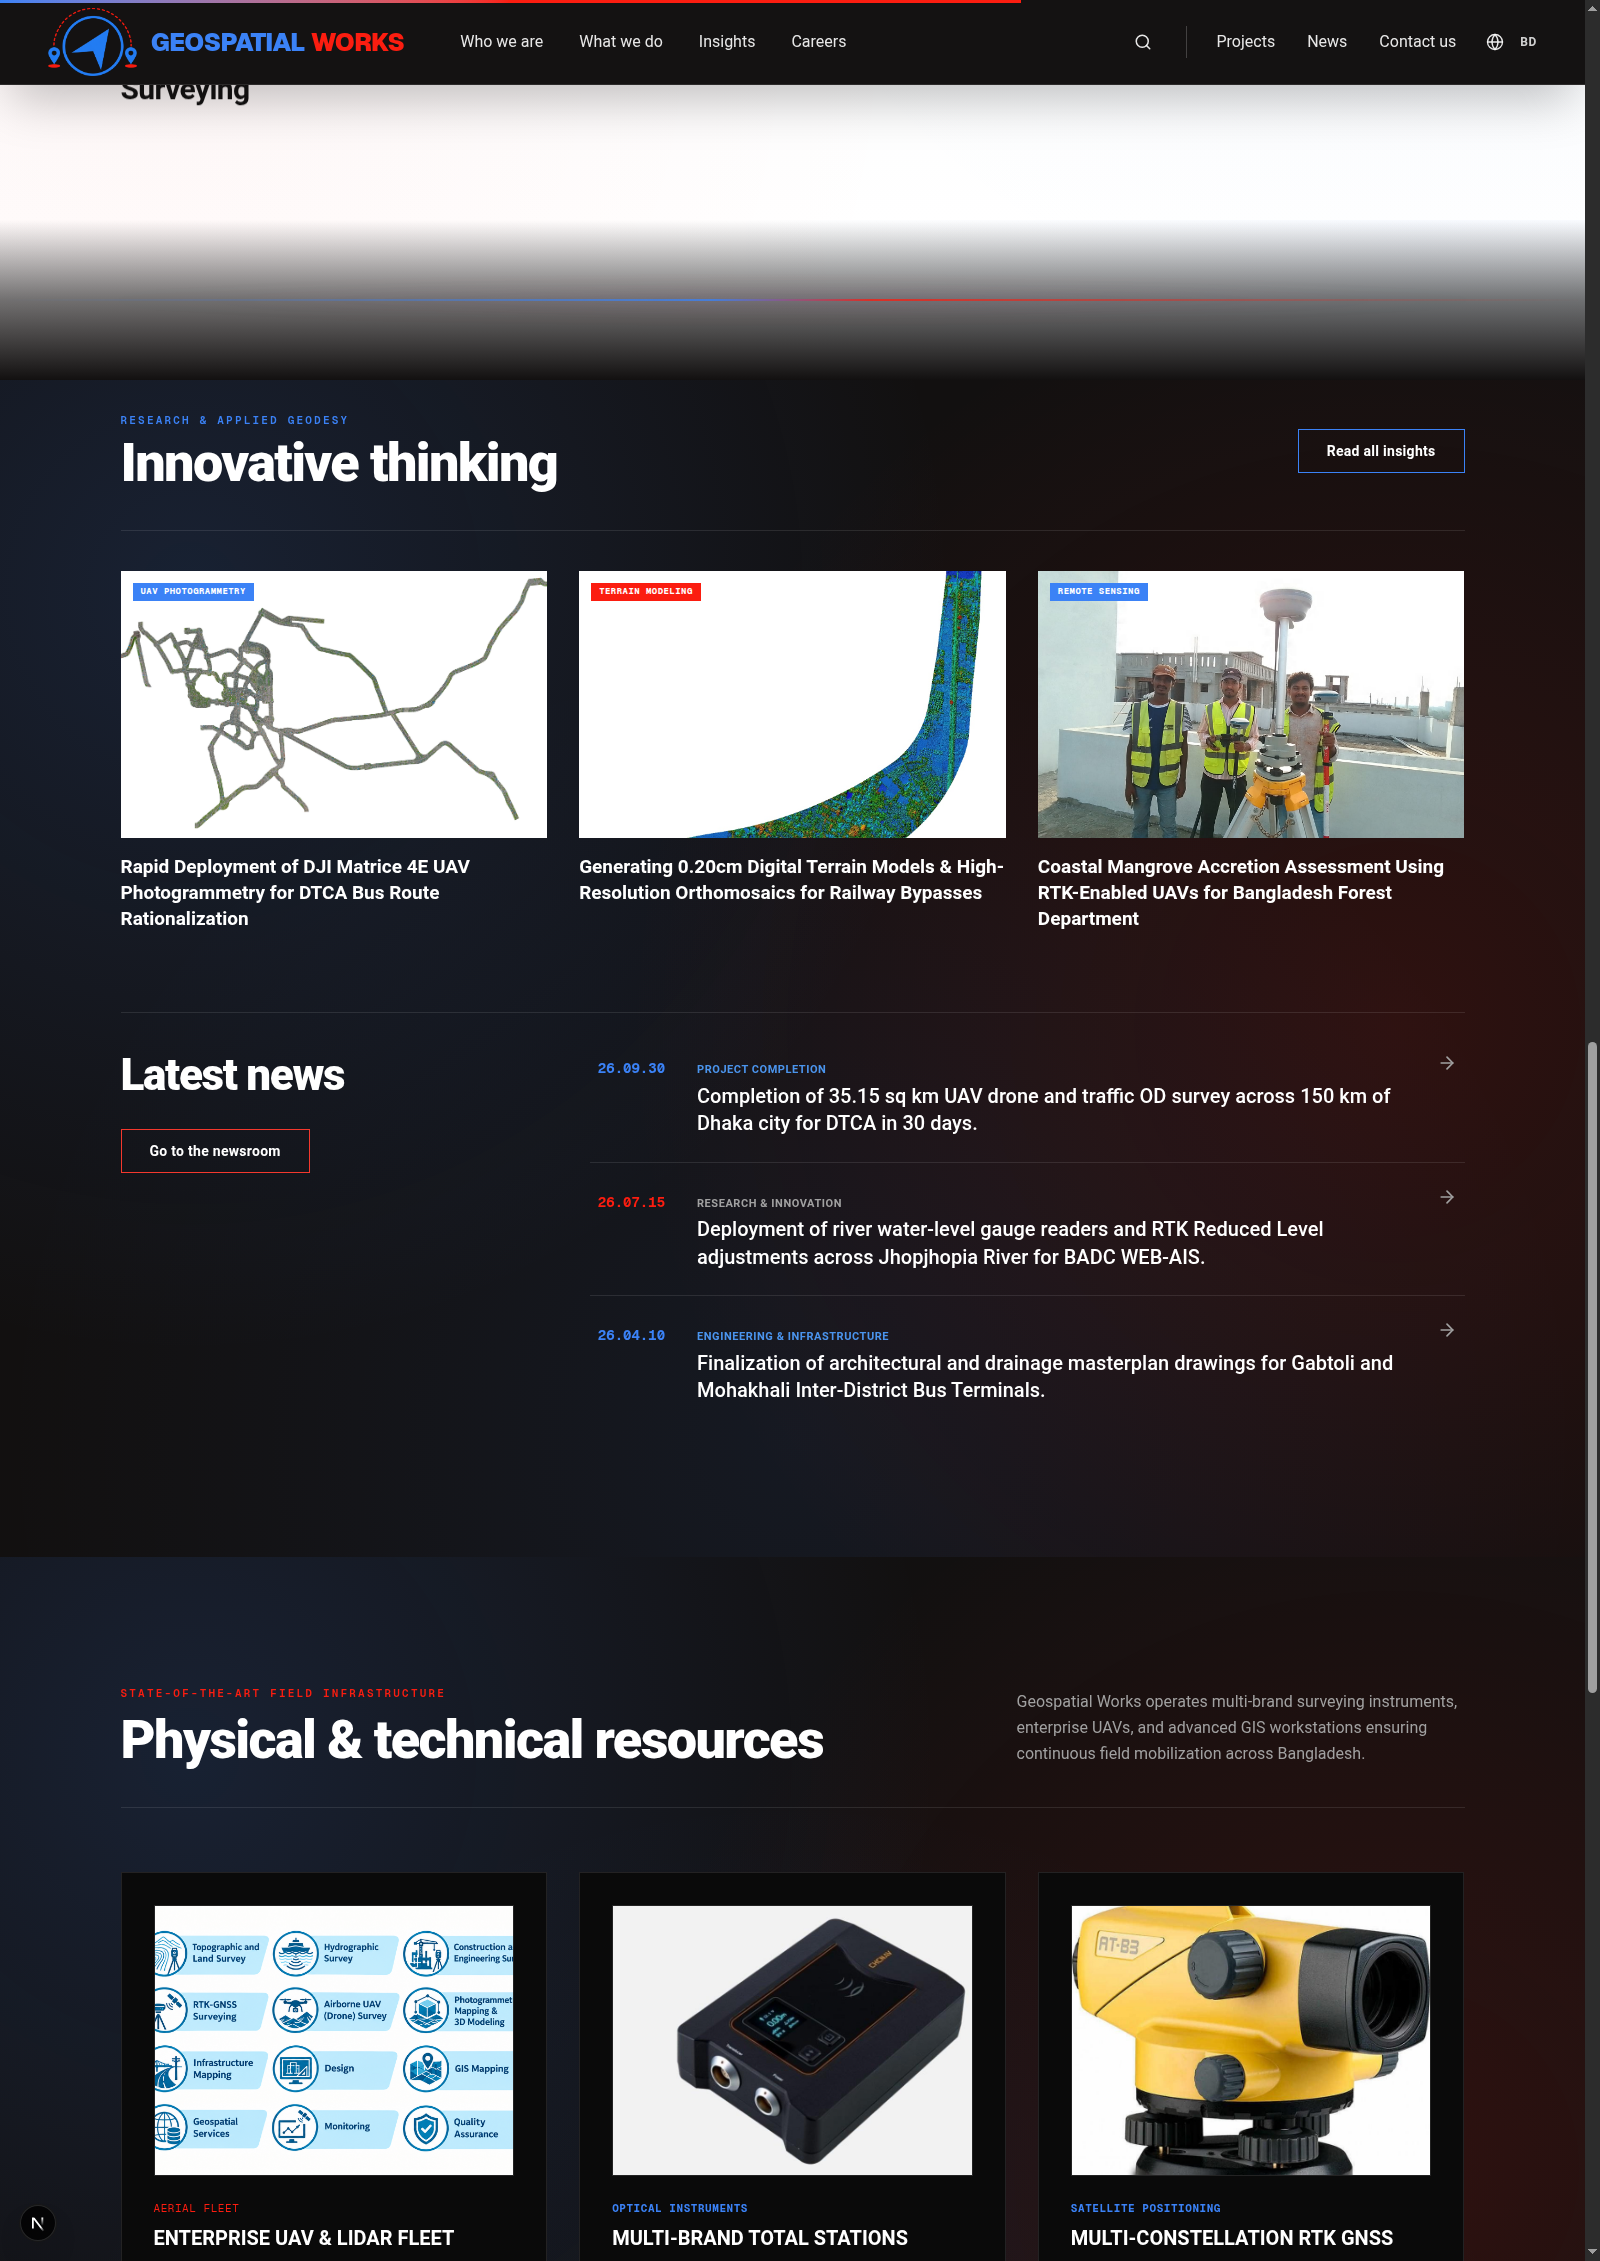 GEOSPATIAL WORKS
Who we are
What we do
Insights
Careers
Projects
News
Contact us
BD
Surveying
RESEARCH & APPLIED GEODESY
Innovative thinking
Read all insights
UAV PHOTOGRAMMETRY
TERRAIN MODELING
REMOTE SENSING
Rapid Deployment of DJI Matrice 4E UAV
Photogrammetry for DTCA Bus Route
Rationalization
Generating 0.20cm Digital Terrain Models & High-
Resolution Orthomosaics for Railway Bypasses
Coastal Mangrove Accretion Assessment Using
RTK-Enabled UAVs for Bangladesh Forest
Department
Latest news
Go to the newsroom
26.09.30
PROJECT COMPLETION
Completion of 35.15 sq km UAV drone and traffic OD survey across 150 km of
Dhaka city for DTCA in 30 days.
26.07.15
RESEARCH & INNOVATION
Deployment of river water-level gauge readers and RTK Reduced Level
adjustments across Jhopjhopia River for BADC WEB-AIS.
26.04.10
ENGINEERING & INFRASTRUCTURE
Finalization of architectural and drainage masterplan drawings for Gabtoli and
Mohakhali Inter-District Bus Terminals.
STATE-OF-THE-ART FIELD INFRASTRUCTURE
Physical & technical resources
Geospatial Works operates multi-brand surveying instruments,
enterprise UAVs, and advanced GIS workstations ensuring
continuous field mobilization across Bangladesh.
Topographic and
Land Survey
Hydrographic
Survey
Construction a
Engineering Su
RTK-GNSS
Surveying
Airborne UAV
(Drone) Survey
Photogrammet
Mapping &
3D Modeling
Infrastructure
Mapping
Design
GIS Mapping
Geospatial
Services
Monitoring
Quality
Assurance
AT-B3
N
AERIAL FLEET
ENTERPRISE UAV & LIDAR FLEET
OPTICAL INSTRUMENTS
MULTI-BRAND TOTAL STATIONS
SATELLITE POSITIONING
MULTI-CONSTELLATION RTK GNSS